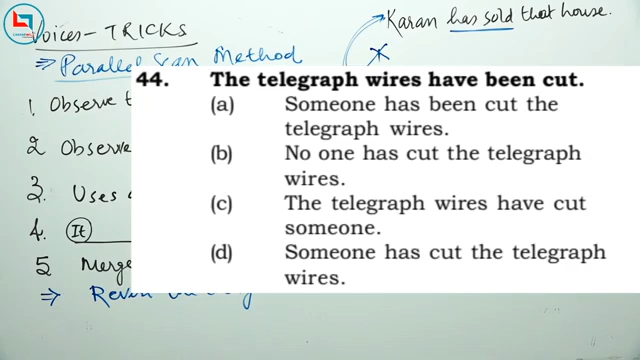 Voices - TRICKS
Karan has sold that house.
⇒ Parallel Scan Method
44. The telegraph wires have been cut.
1. Observe
(a) Someone has been cut the
telegraph wires.
2 Observe
(b) No one has cut the telegraph
wires.
3. Uses
(c) The telegraph wires have cut
someone.
4. It
(d) Someone has cut the telegraph
wires.
5 Merge
⇒